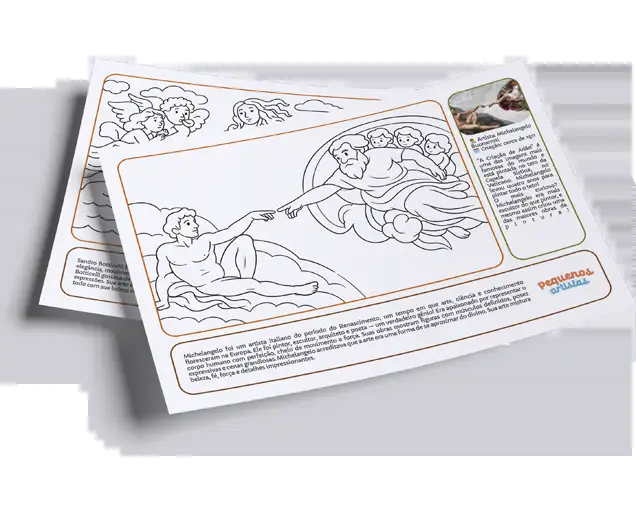 Artista: Michelangelo
Buonarroti
Criação: cerca de 1511
"A Criação de Adão" é
uma das imagens mais
famosas do mundo e
está pintada no teto da
Capela Sistina, no
Vaticano. Michelangelo
levou quatro anos para
pintar todo o teto!
O mais curioso?
Michelangelo era mais
escultor do que pintor, e
mesmo assim criou uma
das maiores obras da
pintura!
pequenos
artistas
Michelangelo foi um artista italiano do período do Renascimento, um tempo em que arte, ciência e conhecimento
floresceram na Europa. Ele foi pintor, escultor, arquiteto e poeta — um verdadeiro gênio! Era apaixonado por representar o
corpo humano com perfeição, cheio de movimento e força. Suas obras mostram figuras com músculos definidos, poses
expressivas e cenas grandiosas. Michelangelo acreditava que a arte era uma forma de se aproximar do divino. Sua arte mistura
beleza, fé, força e detalhes impressionantes.
Sandro Botticelli
elegância,
Botticelli gostava de
expressões. Sua arte
todo com sua beleza e